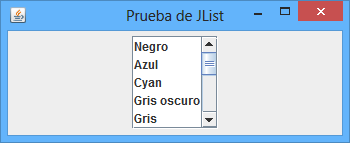 Prueba de JList
Negro
Azul
Cyan
Gris oscuro
Gris